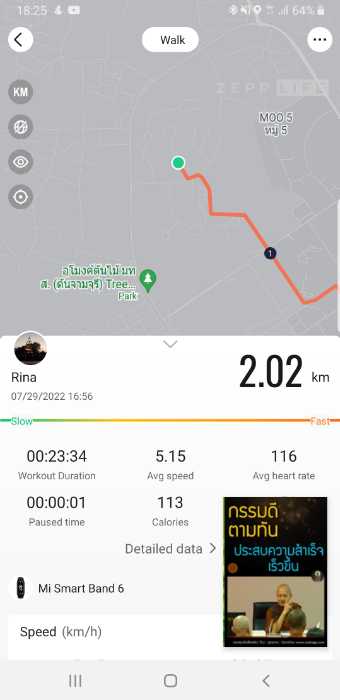 18:25
64%
Walk
KM
ZEPP LIFE
MOO 5
หมู่ 5
1
อุโมงค์ต้นไม้ มท
ส. (ต้นจามจุรี) Tree...
Park
Rina
2.02 km
07/29/2022 16:56
Slow
Fast
00:23:34
5.15
116
Workout Duration
Avg speed
Avg heart rate
00:00:01
113
Paused time
Calories
Detailed data >
กรรมดี
ตามทัน
ประสบความสำเร็จ
เร็วขึ้น
Mi Smart Band 6
Speed (km/h)